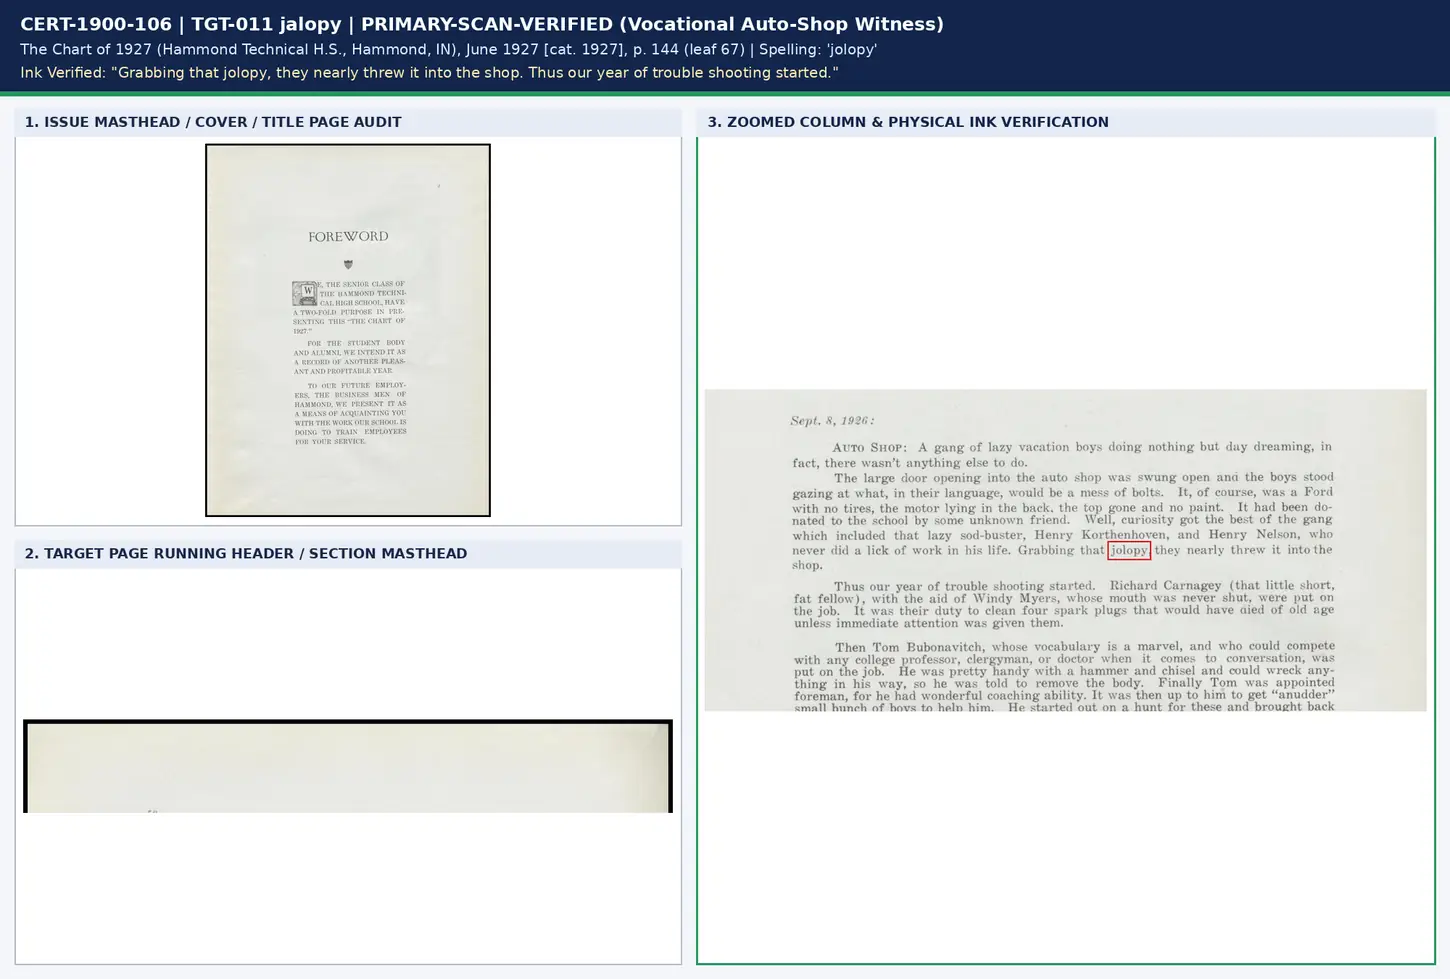 CERT-1900-106 | TGT-011 jalopy | PRIMARY-SCAN-VERIFIED (Vocational Auto-Shop Witness)
The Chart of 1927 (Hammond Technical H.S., Hammond, IN), June 1927 [cat. 1927], p. 144 (leaf 67) | Spelling: 'jolopy'
Ink Verified: "Grabbing that jolopy, they nearly threw it into the shop. Thus our year of trouble shooting started."
1. ISSUE MASTHEAD / COVER / TITLE PAGE AUDIT
FOREWORD
WE, THE SENIOR CLASS OF
THE HAMMOND TECHNI-
CAL HIGH SCHOOL, HAVE
A TWO-FOLD PURPOSE IN PRE-
SENTING THIS "THE CHART OF
1927."
FOR THE STUDENT BODY
AND ALUMNI, WE INTEND IT AS
A RECORD OF ANOTHER PLEAS-
ANT AND PROFITABLE YEAR.
TO OUR FUTURE EMPLOY-
ERS, THE BUSINESS MEN OF
HAMMOND, WE PRESENT IT AS
A MEANS OF ACQUAINTING YOU
WITH THE WORK OUR SCHOOL IS
DOING TO TRAIN EMPLOYEES
FOR YOUR SERVICE.
2. TARGET PAGE RUNNING HEADER / SECTION MASTHEAD
3. ZOOMED COLUMN & PHYSICAL INK VERIFICATION
Sept. 8, 1926:
AUTO SHOP: A gang of lazy vacation boys doing nothing but day dreaming, in
fact, there wasn't anything else to do.
The large door opening into the auto shop was swung open and the boys stood
gazing at what, in their language, would be a mess of bolts. It, of course, was a Ford
with no tires, the motor lying in the back, the top gone and no paint. It had been do-
nated to the school by some unknown friend. Well, curiosity got the best of the gang
which included that lazy sod-buster, Henry Korthenhoven, and Henry Nelson, who
never did a lick of work in his life. Grabbing that jolopy, they nearly threw it into the
shop.
Thus our year of trouble shooting started. Richard Carnagey (that little short,
fat fellow), with the aid of Windy Myers, whose mouth was never shut, were put on
the job. It was their duty to clean four spark plugs that would have died of old age
unless immediate attention was given them.
Then Tom Bubonavitch, whose vocabulary is a marvel, and who could compete
with any college professor, clergyman, or doctor when it comes to conversation, was
put on the job. He was pretty handy with a hammer and chisel and could wreck any-
thing in his way, so he was told to remove the body. Finally Tom was appointed
foreman, for he had wonderful coaching ability. It was then up to him to get "anudder"
small bunch of boys to help him. He started out on a hunt for these and brought back